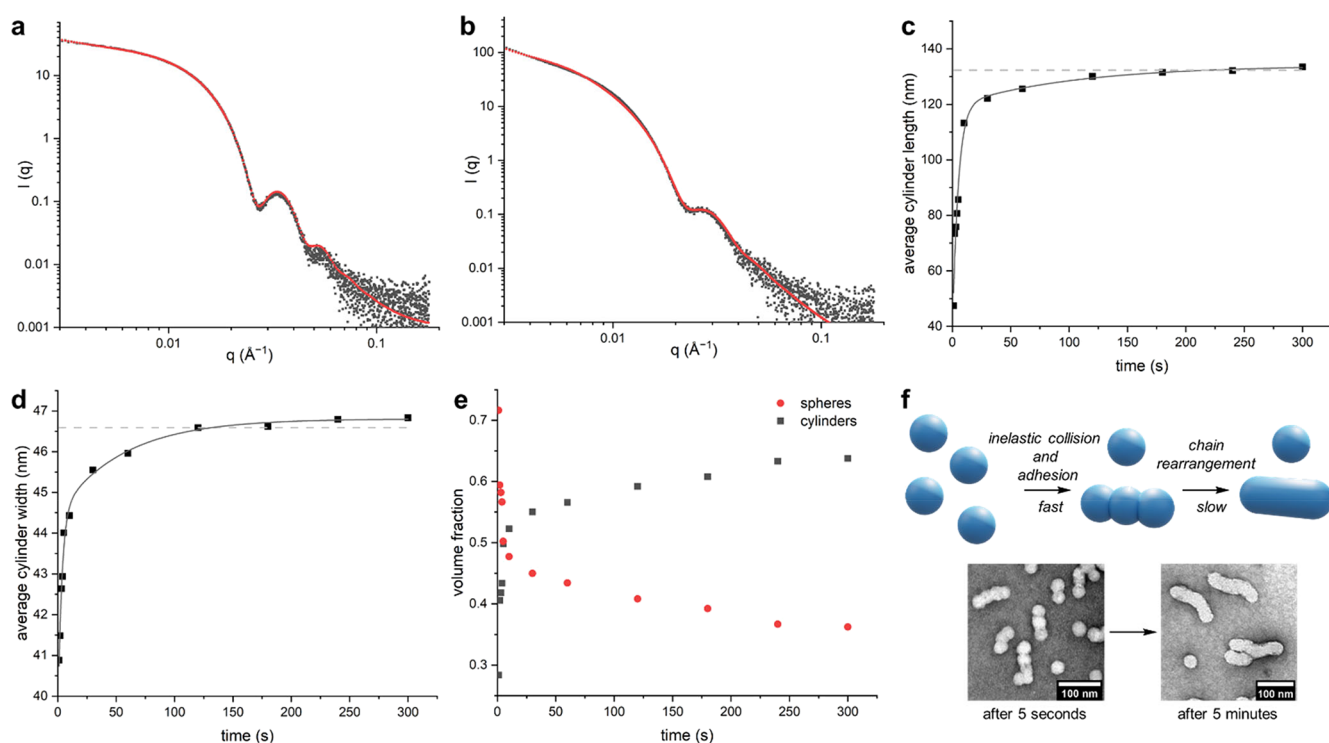 a
100
10
1
0.1
0.01
0.001
I (q)
0.01
0.1
q (Å⁻¹)
b
100
10
1
0.1
0.01
0.001
I (q)
0.01
0.1
q (Å⁻¹)
c
140
120
100
80
60
40
average cylinder length (nm)
0
50
100
150
200
250
300
time (s)
d
47
46
45
44
43
42
41
40
average cylinder width (nm)
0
50
100
150
200
250
300
time (s)
e
spheres
cylinders
0.7
0.6
0.5
0.4
0.3
volume fraction
0
50
100
150
200
250
300
time (s)
f
inelastic collision
and
adhesion
fast
chain
rearrangement
slow
100 nm
100 nm
after 5 seconds
after 5 minutes